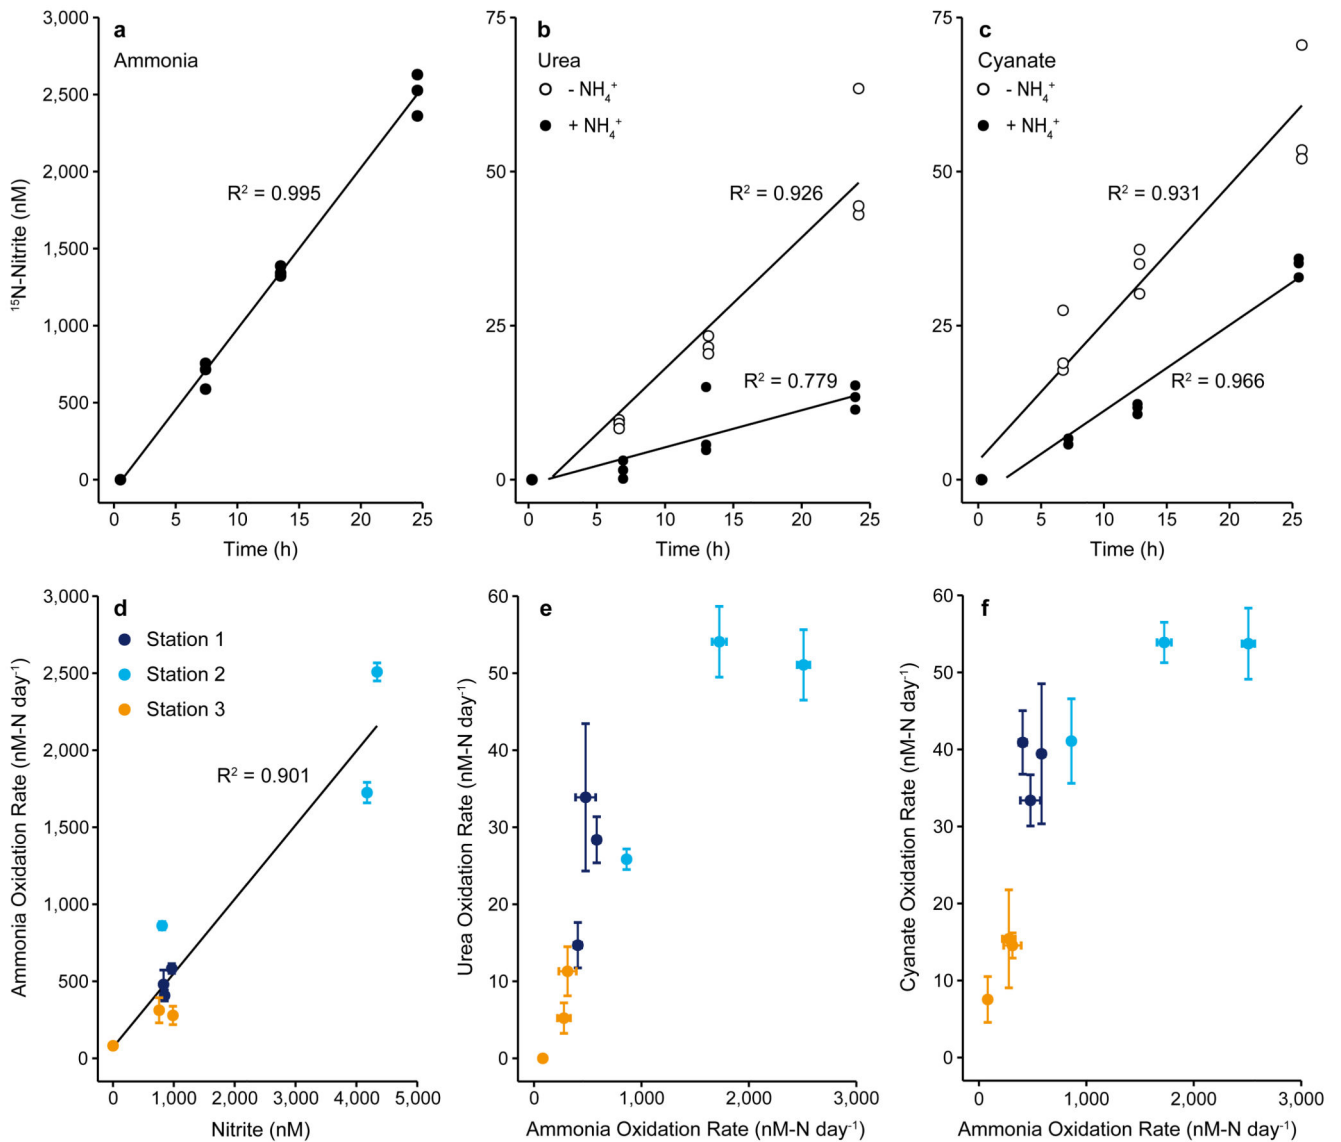 a
Ammonia
3,000
2,500
2,000
1,500
1,000
500
0
¹⁵N-Nitrite (nM)
R² = 0.995
0 5 10 15 20 25
Time (h)
b
Urea
- NH₄⁺
+ NH₄⁺
75
50
25
0
R² = 0.926
R² = 0.779
0 5 10 15 20 25
Time (h)
c
Cyanate
- NH₄⁺
+ NH₄⁺
75
50
25
0
R² = 0.931
R² = 0.966
0 5 10 15 20 25
Time (h)
d
Station 1
Station 2
Station 3
3,000
2,500
2,000
1,500
1,000
500
0
Ammonia Oxidation Rate (nM-N day⁻¹)
R² = 0.901
0 1,000 2,000 3,000 4,000 5,000
Nitrite (nM)
e
60
50
40
30
20
10
0
Urea Oxidation Rate (nM-N day⁻¹)
0 1,000 2,000 3,000
Ammonia Oxidation Rate (nM-N day⁻¹)
f
60
50
40
30
20
10
0
Cyanate Oxidation Rate (nM-N day⁻¹)
0 1,000 2,000 3,000
Ammonia Oxidation Rate (nM-N day⁻¹)